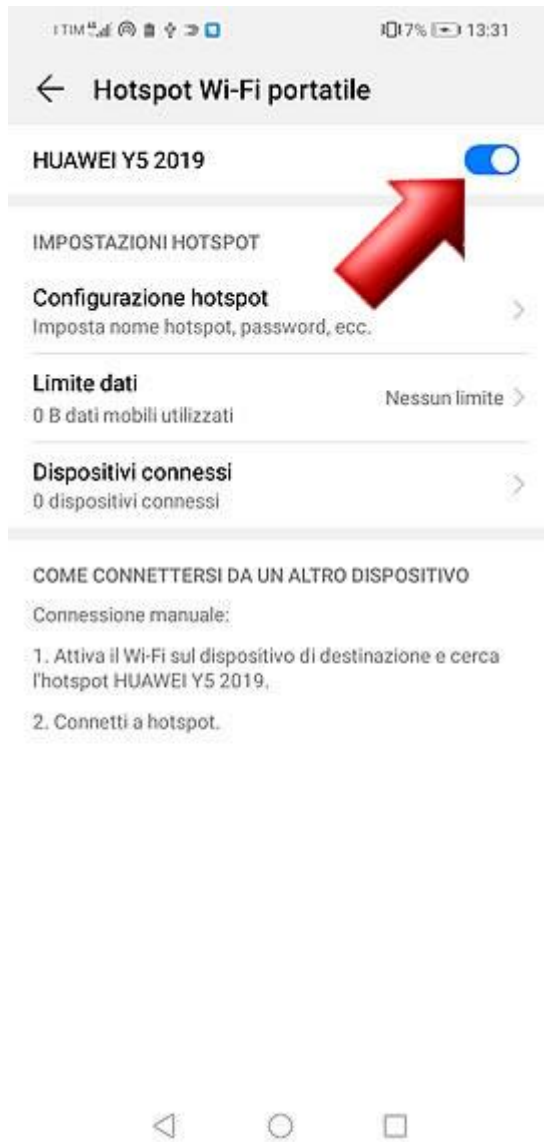 TIM 7% 13:31
Hotspot Wi-Fi portatile
HUAWEI Y5 2019
IMPOSTAZIONI HOTSPOT
Configurazione hotspot
Imposta nome hotspot, password, ecc.
Limite dati
0 B dati mobili utilizzati
Nessun limite
Dispositivi connessi
0 dispositivi connessi
COME CONNETTERSI DA UN ALTRO DISPOSITIVO
Connessione manuale:
1. Attiva il Wi-Fi sul dispositivo di destinazione e cerca
l'hotspot HUAWEI Y5 2019.
2. Connetti a hotspot.